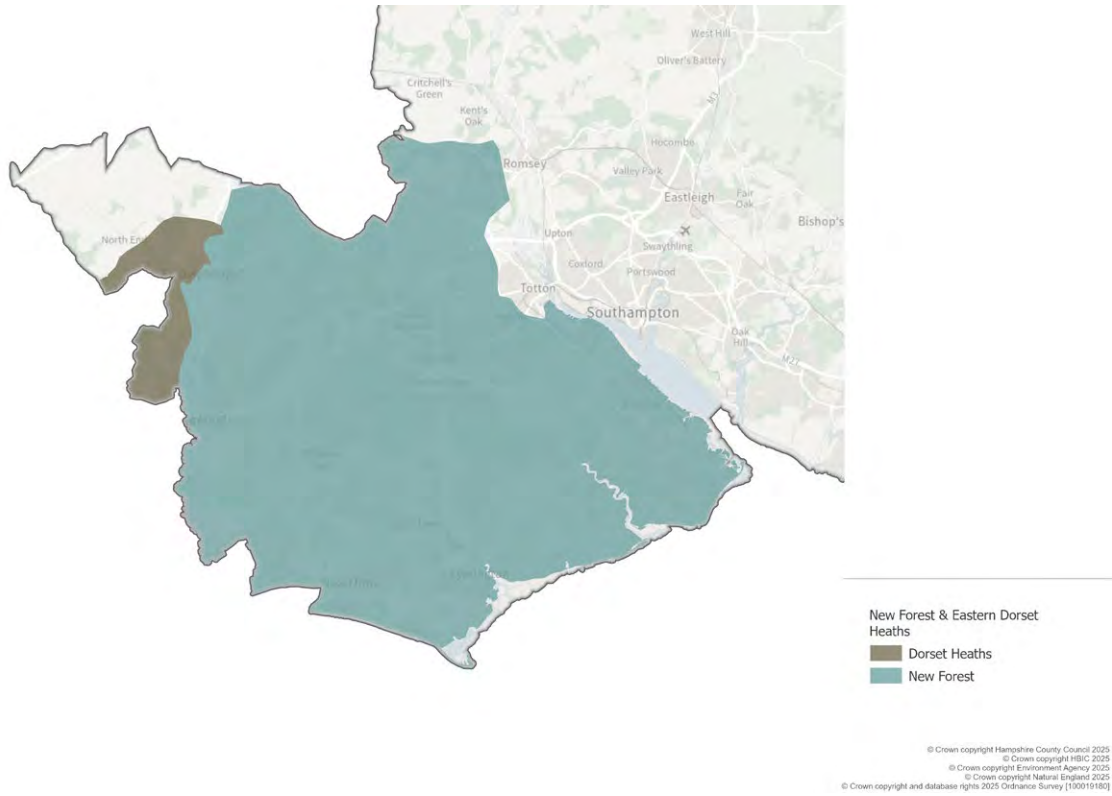 West Hill
Oliver's Battery
Critchell's
Green
Kent's
Oak
M3
Hocombe
Romsey
Valley Park
Eastleigh
Fair
Oak
Bishop's
North En
Upton
Swaythling
Coxford
Portswood
Totton
Southampton
Oak
Hill
M27
New Forest & Eastern Dorset
Heaths
Dorset Heaths
New Forest
© Crown copyright Hampshire County Council 2025
© Crown copyright HBIC 2025
© Crown copyright Environment Agency 2025
© Crown copyright Natural England 2025
© Crown copyright and database rights 2025 Ordnance Survey [100019180]